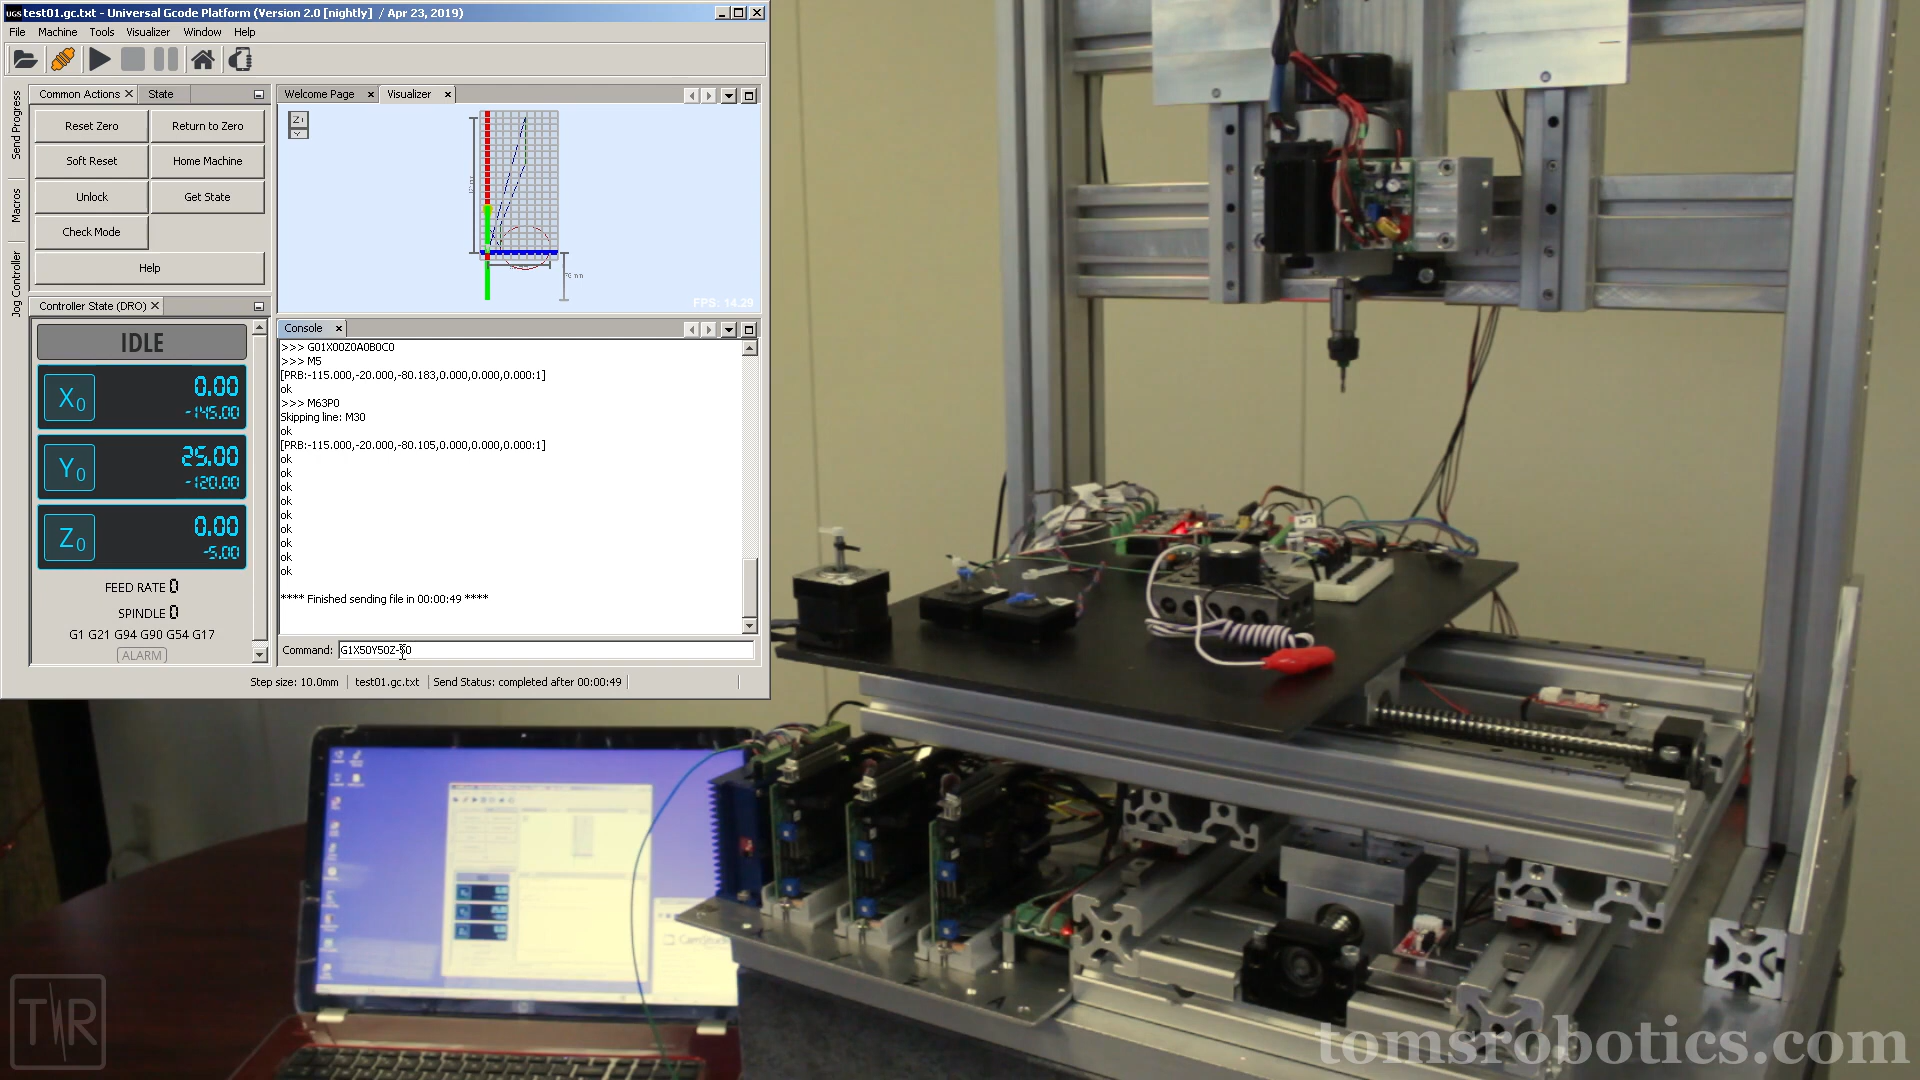 UGS test01.gc.txt - Universal Gcode Platform (Version 2.0 [nightly] / Apr 23, 2019)
File Machine Tools Visualizer Window Help
Send Progress
Macros
Jog Controller
Common Actions State
Reset Zero Return to Zero
Soft Reset Home Machine
Unlock Get State
Check Mode
Help
Controller State (DRO)
IDLE
X0 0.00
-145.00
Y0 25.00
-120.00
Z0 0.00
-5.00
FEED RATE 0
SPINDLE 0
G1 G21 G94 G90 G54 G17
ALARM
Welcome Page Visualizer
FPS: 14.29
Console
>>> G01X00Z0A0B0C0
>>> M5
[PRB:-115.000,-20.000,-80.183,0.000,0.000,0.000:1]
ok
>>> M63P0
Skipping line: M30
ok
[PRB:-115.000,-20.000,-80.105,0.000,0.000,0.000:1]
ok
ok
ok
ok
ok
ok
ok
ok
ok
**** Finished sending file in 00:00:49 ****
Command:
Step size: 10.0mm test01.gc.txt Send Status: completed after 00:00:49
TR
tomsrobotics.com